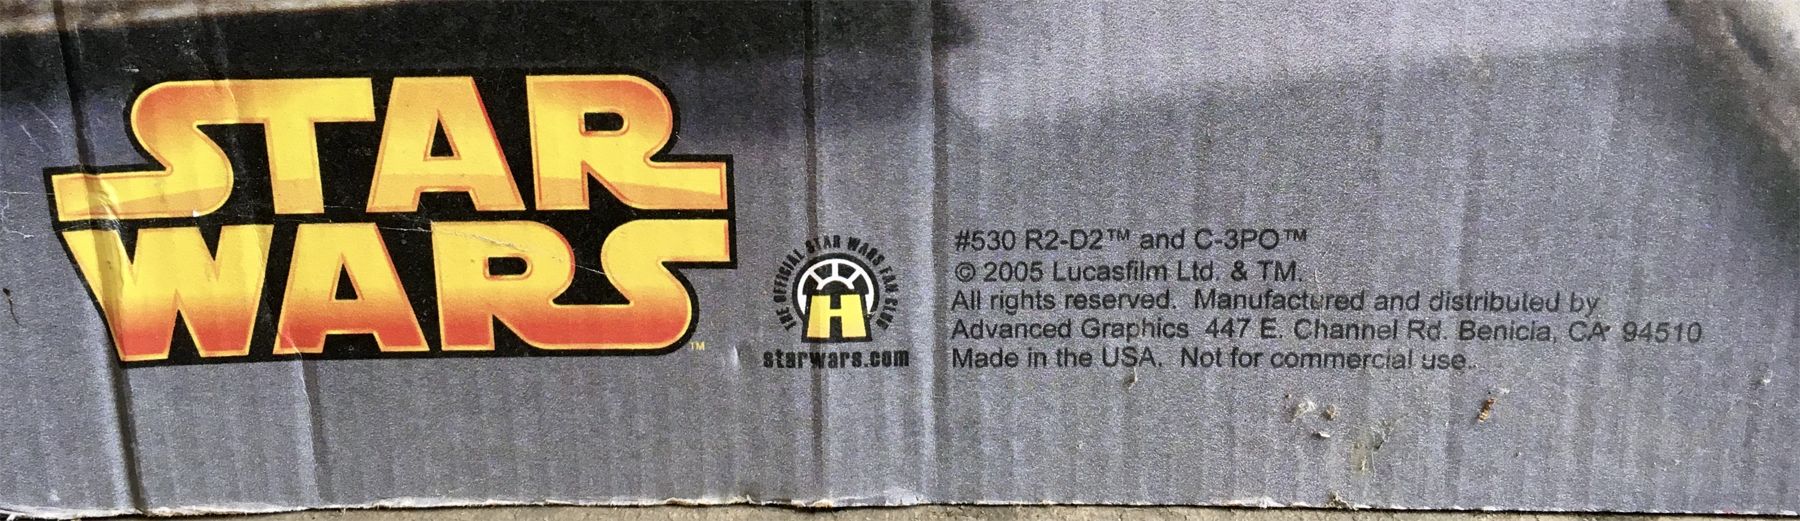 STAR
WARS
TM
THE OFFICIAL STAR WARS FAN CLUB
H
starwars.com
#530 R2-D2™ and C-3PO™
© 2005 Lucasfilm Ltd. & TM.
All rights reserved. Manufactured and distributed by
Advanced Graphics 447 E. Channel Rd. Benicia, CA 94510
Made in the USA. Not for commercial use.